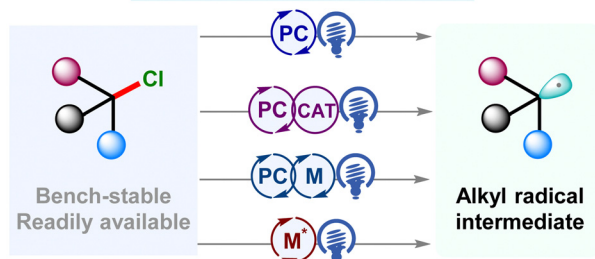 Cl
Bench-stable
Readily available
PC
PC CAT
PC M
M*
Alkyl radical
intermediate